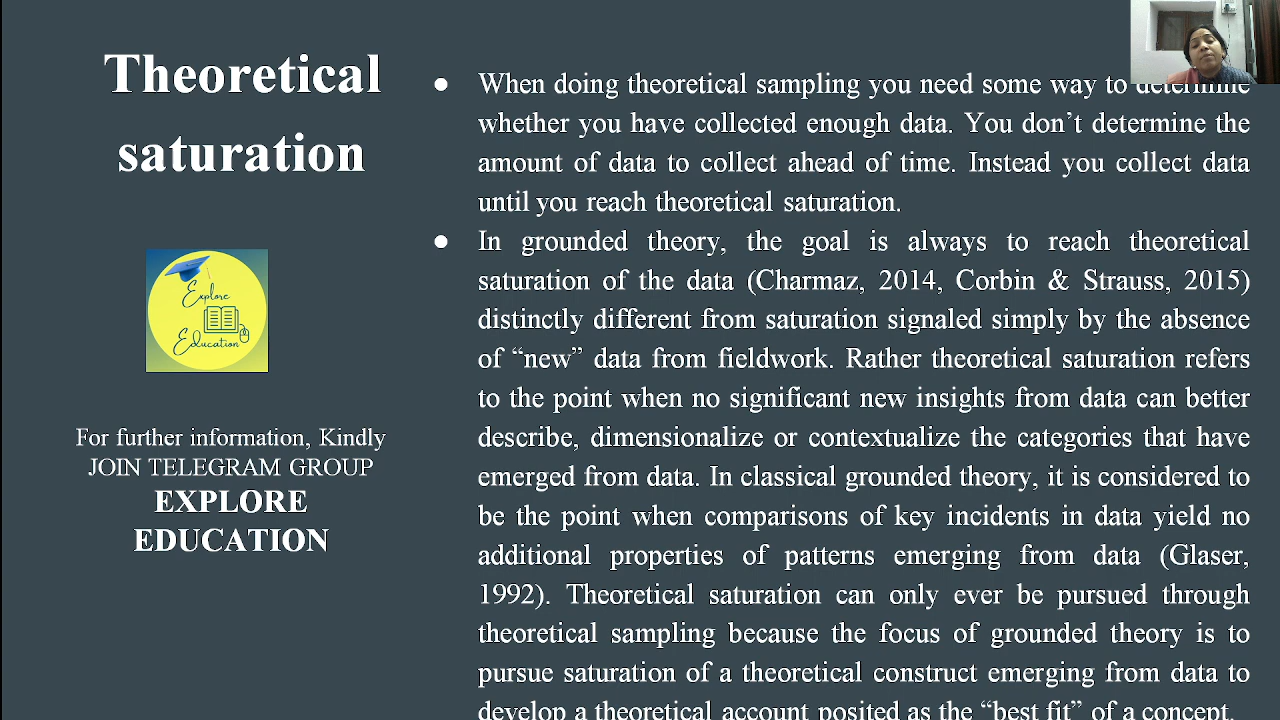 Theoretical
saturation
Explore
Education
For further information, Kindly
JOIN TELEGRAM GROUP
EXPLORE
EDUCATION
● When doing theoretical sampling you need some way to determine
whether you have collected enough data. You don’t determine the
amount of data to collect ahead of time. Instead you collect data
until you reach theoretical saturation.
● In grounded theory, the goal is always to reach theoretical
saturation of the data (Charmaz, 2014, Corbin & Strauss, 2015)
distinctly different from saturation signaled simply by the absence
of “new” data from fieldwork. Rather theoretical saturation refers
to the point when no significant new insights from data can better
describe, dimensionalize or contextualize the categories that have
emerged from data. In classical grounded theory, it is considered to
be the point when comparisons of key incidents in data yield no
additional properties of patterns emerging from data (Glaser,
1992). Theoretical saturation can only ever be pursued through
theoretical sampling because the focus of grounded theory is to
pursue saturation of a theoretical construct emerging from data to
develop a theoretical account posited as the “best fit” of a concept.